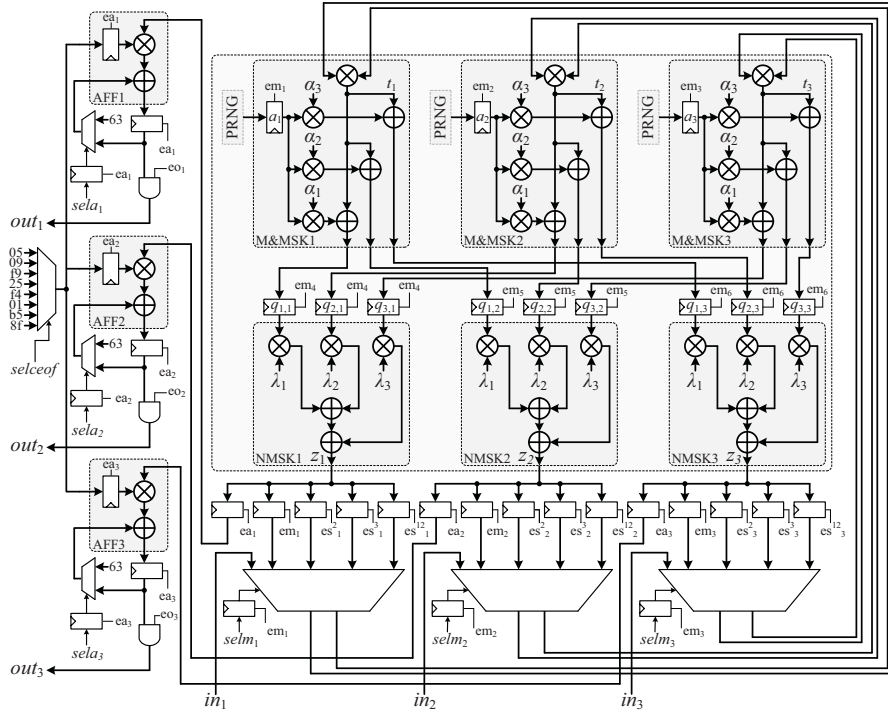 ea1
AFF1
63
ea1
ea1
eo1
sela1
out1
05
09
f9
25
f4
01
b5
8f
selceof
ea2
AFF2
63
ea2
ea2
eo2
sela2
out2
ea3
AFF3
63
ea3
ea3
eo3
sela3
out3
PRNG
em1
a1
α3
t1
α2
α1
M&MSK1
PRNG
em2
a2
α3
t2
α2
α1
M&MSK2
PRNG
em3
a3
α3
t3
α2
α1
M&MSK3
q1,1 em4 q2,1 em4 q3,1 em4
q1,2 em5 q2,2 em5 q3,2 em5
q1,3 em6 q2,3 em6 q3,3 em6
λ1 λ2 λ3
λ1 λ2 λ3
λ1 λ2 λ3
NMSK1 z1
NMSK2 z2
NMSK3 z3
ea1 em1 es²1 es³1 es¹²1
ea2 em2 es²2 es³2 es¹²2
ea3 em3 es²3 es³3 es¹²3
selm1 em1
selm2 em2
selm3 em3
in1 in2 in3